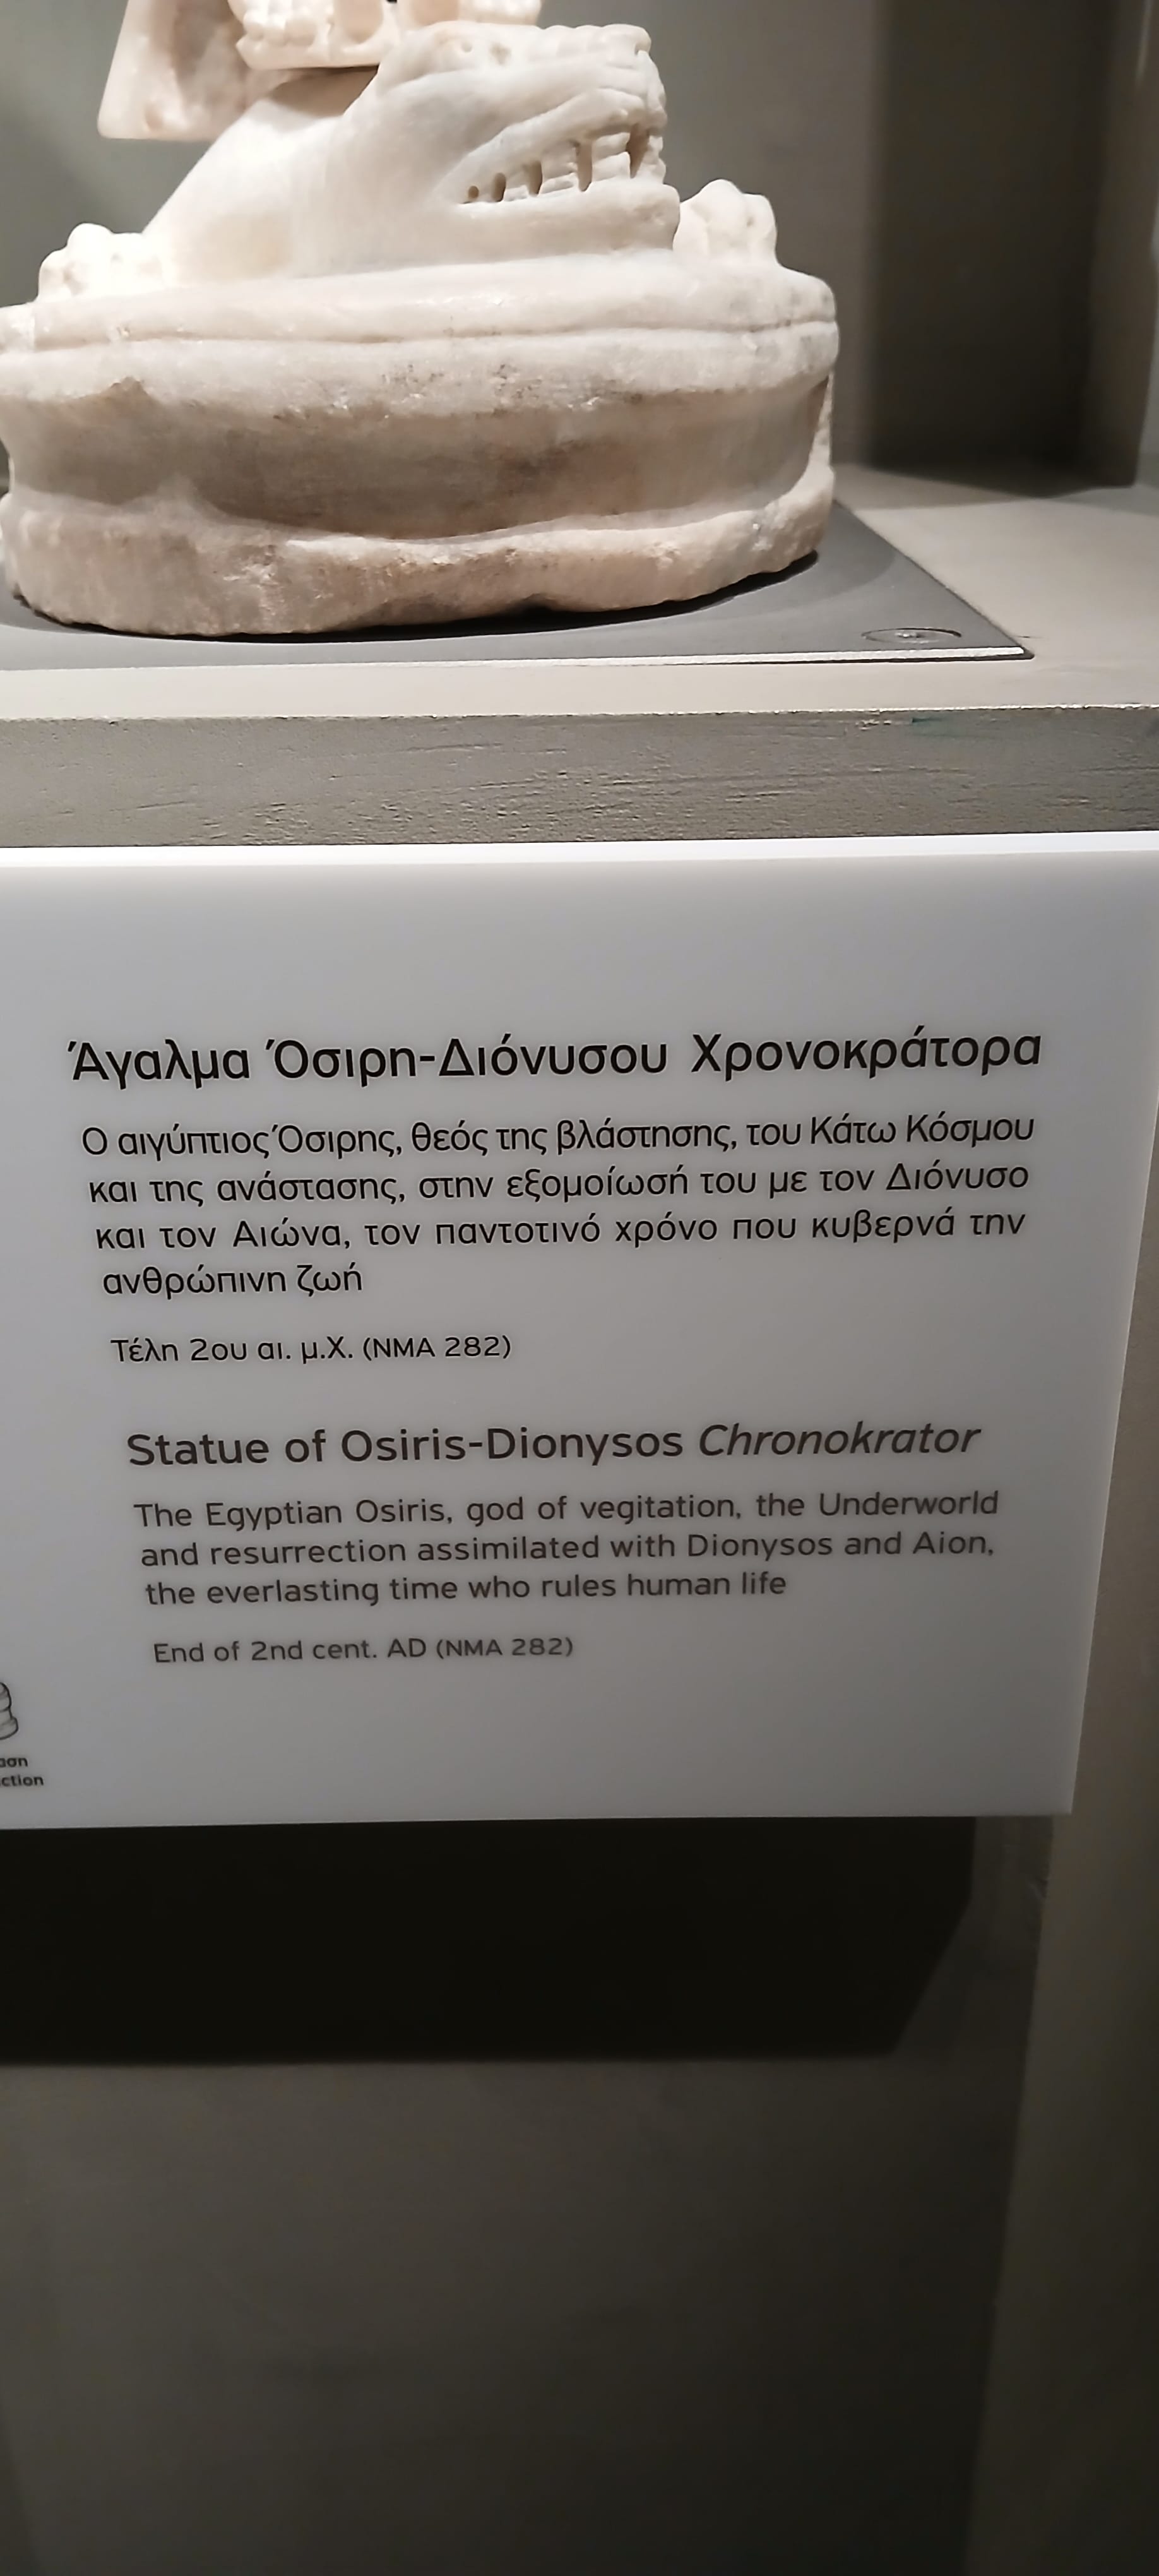 Άγαλμα Όσιρη-Διόνυσου Χρονοκράτορα
Ο αιγύπτιος Όσιρης, θεός της βλάστησης, του Κάτω Κόσμου
και της ανάστασης, στην εξομοίωσή του με τον Διόνυσο
και τον Αιώνα, τον παντοτινό χρόνο που κυβερνά την
ανθρώπινη ζωή
Τέλη 2ου αι. μ.Χ. (NMA 282)
Statue of Osiris-Dionysos Chronokrator
The Egyptian Osiris, god of vegitation, the Underworld
and resurrection assimilated with Dionysos and Aion,
the everlasting time who rules human life
End of 2nd cent. AD (NMA 282)